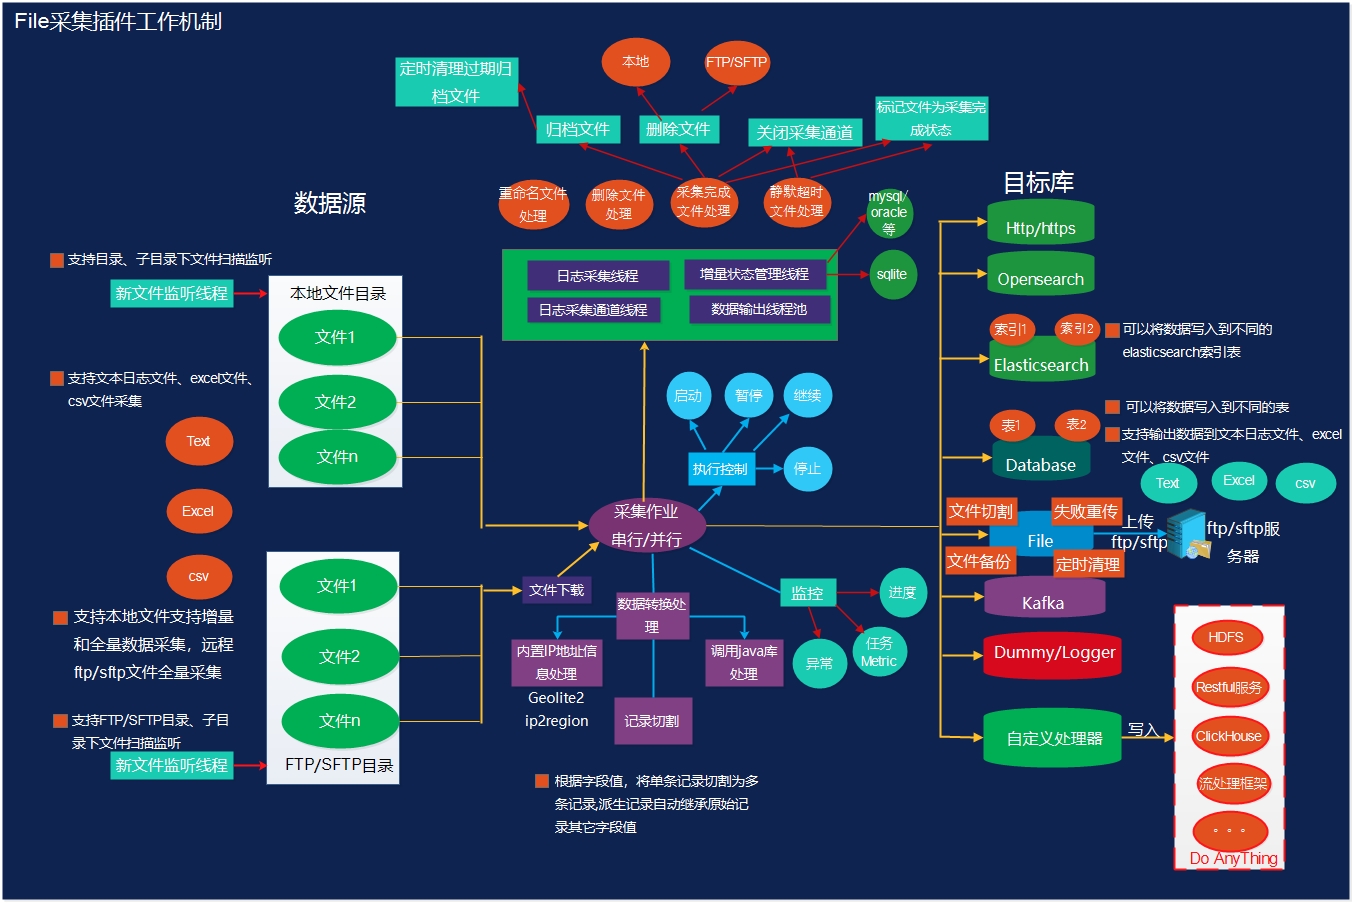 File采集插件工作机制
定时清理过期归
档文件
本地
FTP/SFTP
归档文件
删除文件
关闭采集通道
标记文件为采集完
成状态
重命名文件
处理
删除文件
处理
采集完成
文件处理
静默超时
文件处理
mysql/
oracle
等
sqlite
日志采集线程
增量状态管理线程
日志采集通道线程
数据输出线程池
数据源
支持目录、子目录下文件扫描监听
新文件监听线程
本地文件目录
文件1
文件2
文件n
支持文本日志文件、excel文件、
csv文件采集
Text
Excel
csv
支持本地文件支持增量
和全量数据采集，远程
ftp/sftp文件全量采集
支持FTP/SFTP目录、子目
录下文件扫描监听
新文件监听线程
文件1
文件2
文件n
FTP/SFTP目录
启动
暂停
继续
执行控制
停止
采集作业
串行/并行
文件下载
数据转换处
理
内置IP地址信
息处理
Geolite2
ip2region
调用java库
处理
记录切割
根据字段值，将单条记录切割为多
条记录,派生记录自动继承原始记
录其它字段值
监控
进度
异常
任务
Metric
目标库
Http/https
Opensearch
索引1
索引2
Elasticsearch
可以将数据写入到不同的
elasticsearch索引表
表1
表2
Database
可以将数据写入到不同的表
支持输出数据到文本日志文件、excel
文件、csv文件
Text
Excel
csv
文件切割
失败重传
File
文件备份
定时清理
上传
ftp/sftp
ftp/sftp服
务器
Kafka
Dummy/Logger
自定义处理器
写入
HDFS
Restful服务
ClickHouse
流处理框架
。。。
Do AnyThing